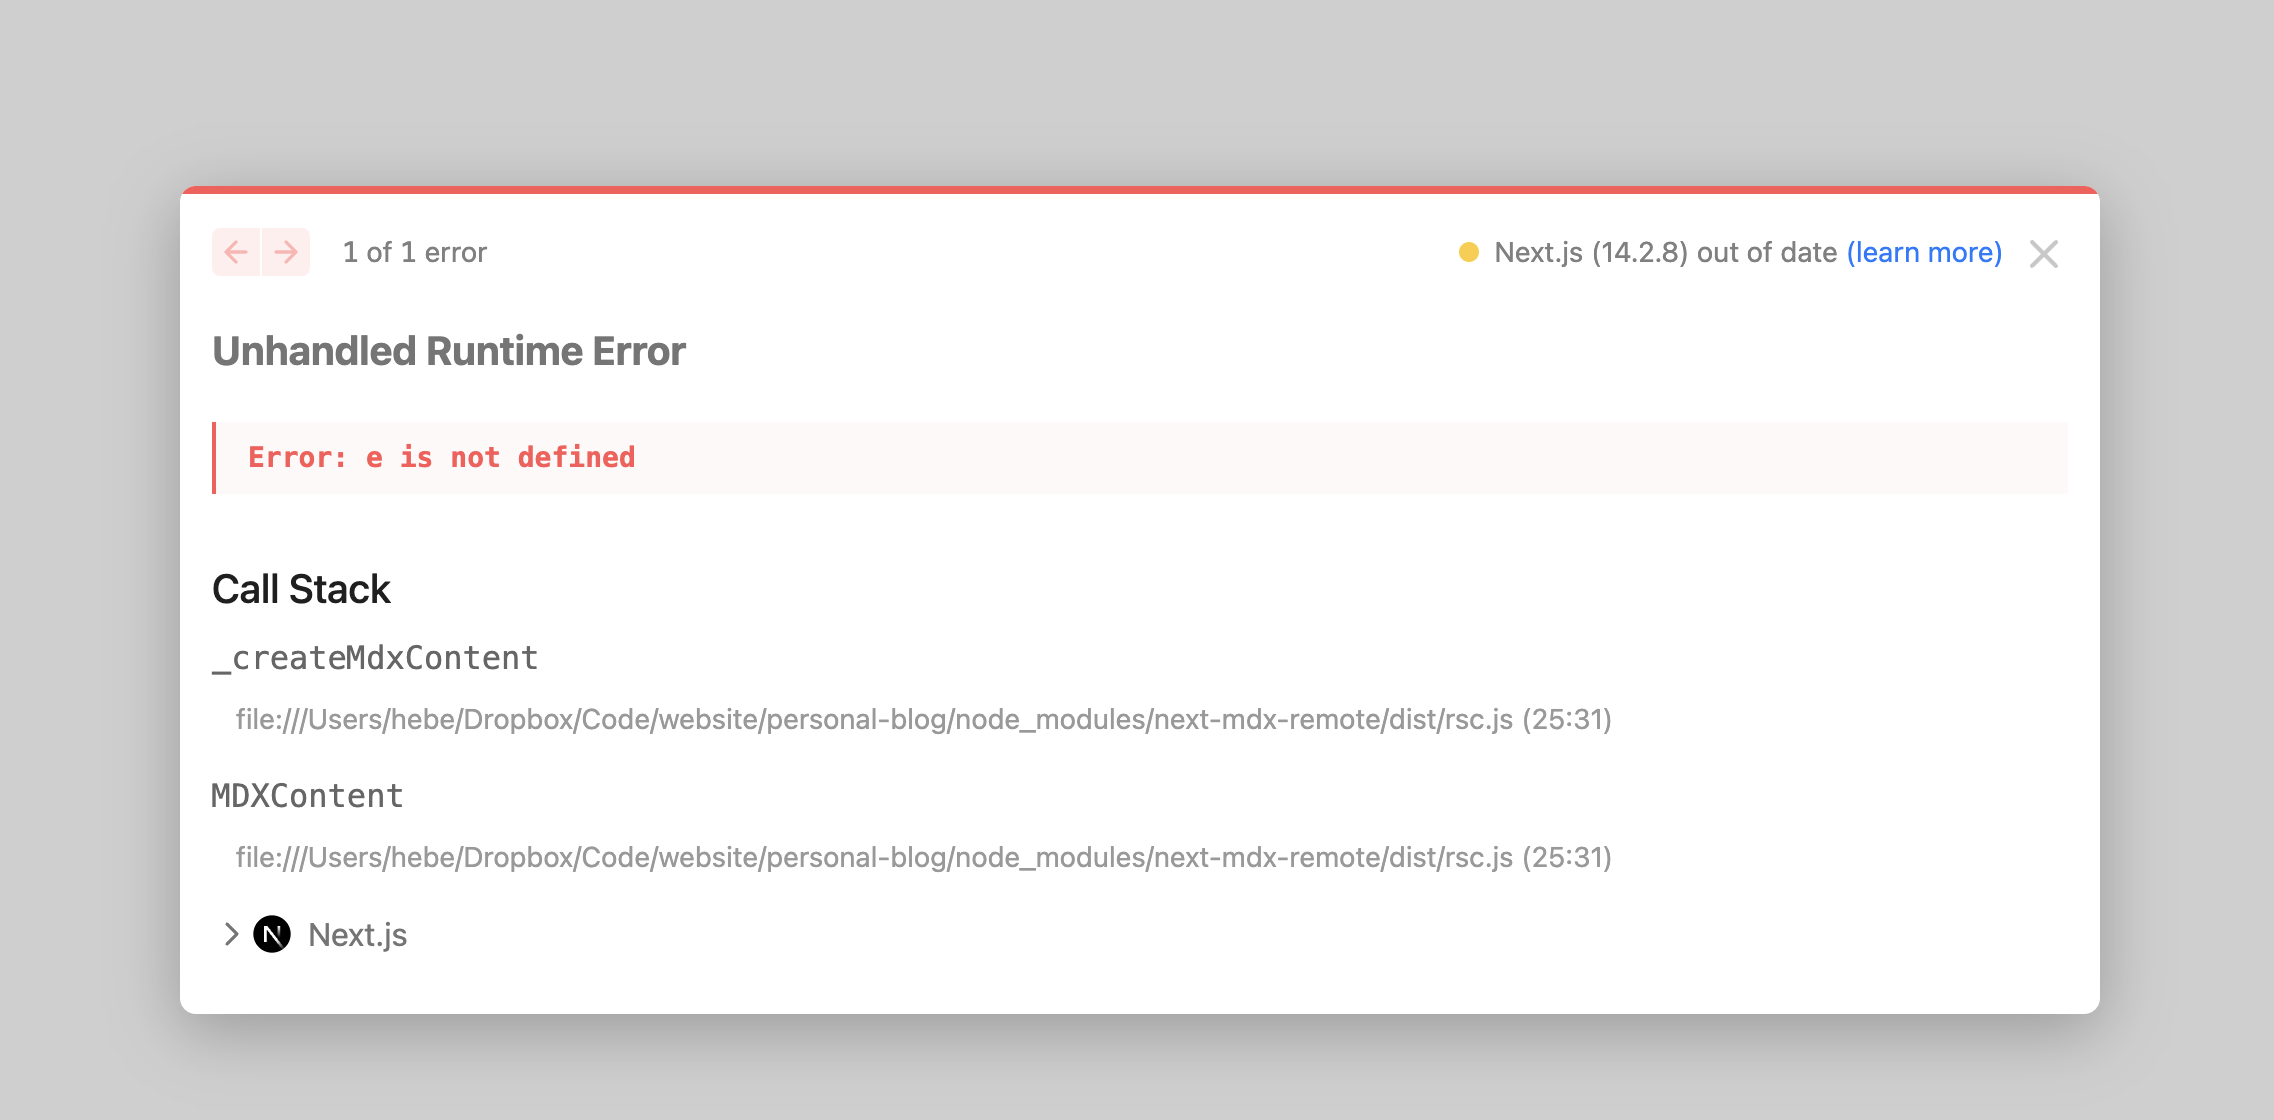 1 of 1 error
Next.js (14.2.8) out of date (learn more)
Unhandled Runtime Error
Error: e is not defined
Call Stack
_createMdxContent
file:///Users/hebe/Dropbox/Code/website/personal-blog/node_modules/next-mdx-remote/dist/rsc.js (25:31)
MDXContent
file:///Users/hebe/Dropbox/Code/website/personal-blog/node_modules/next-mdx-remote/dist/rsc.js (25:31)
Next.js